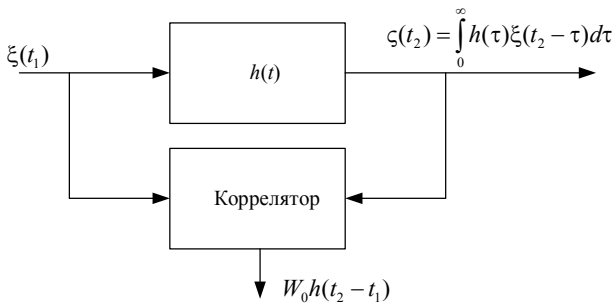 ξ(t₁)
ς(t₂) = ∫₀^∞ h(τ)ξ(t₂ − τ)dτ
h(t)
Коррелятор
W₀h(t₂ − t₁)